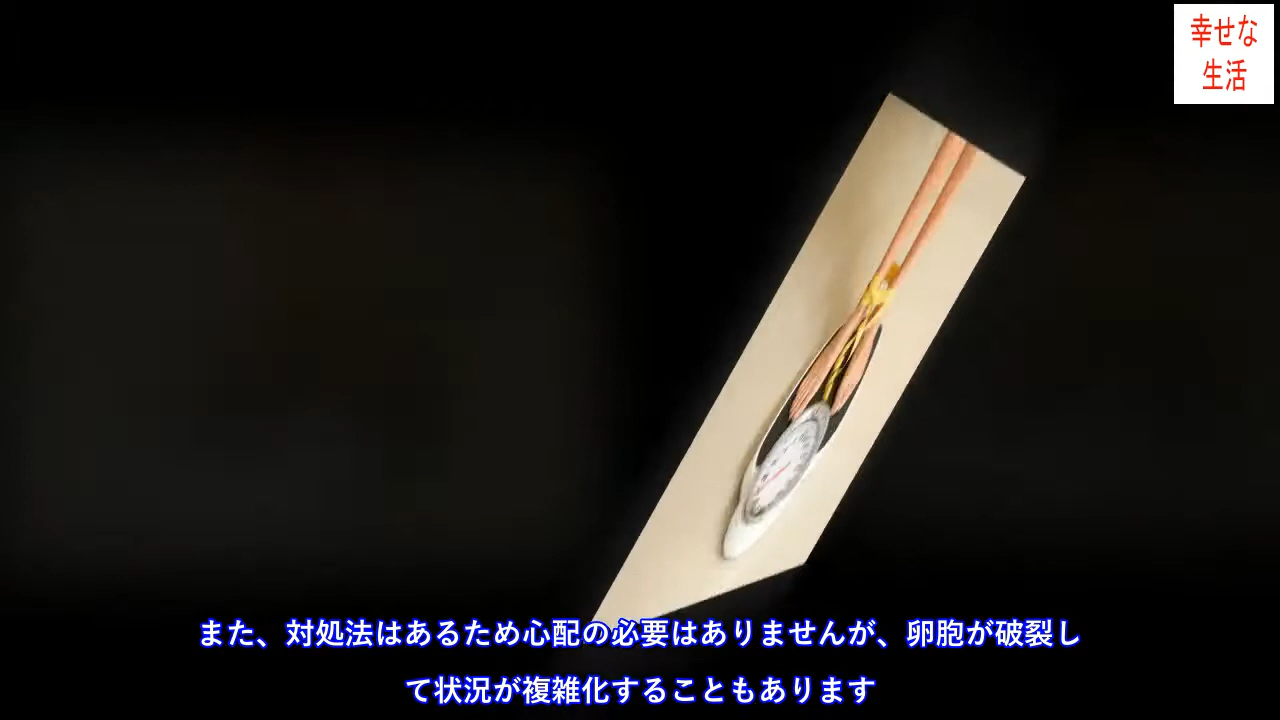 幸せな
生活
また、対処法はあるため心配の必要はありませんが、卵胞が破裂し
て状況が複雑化することもあります